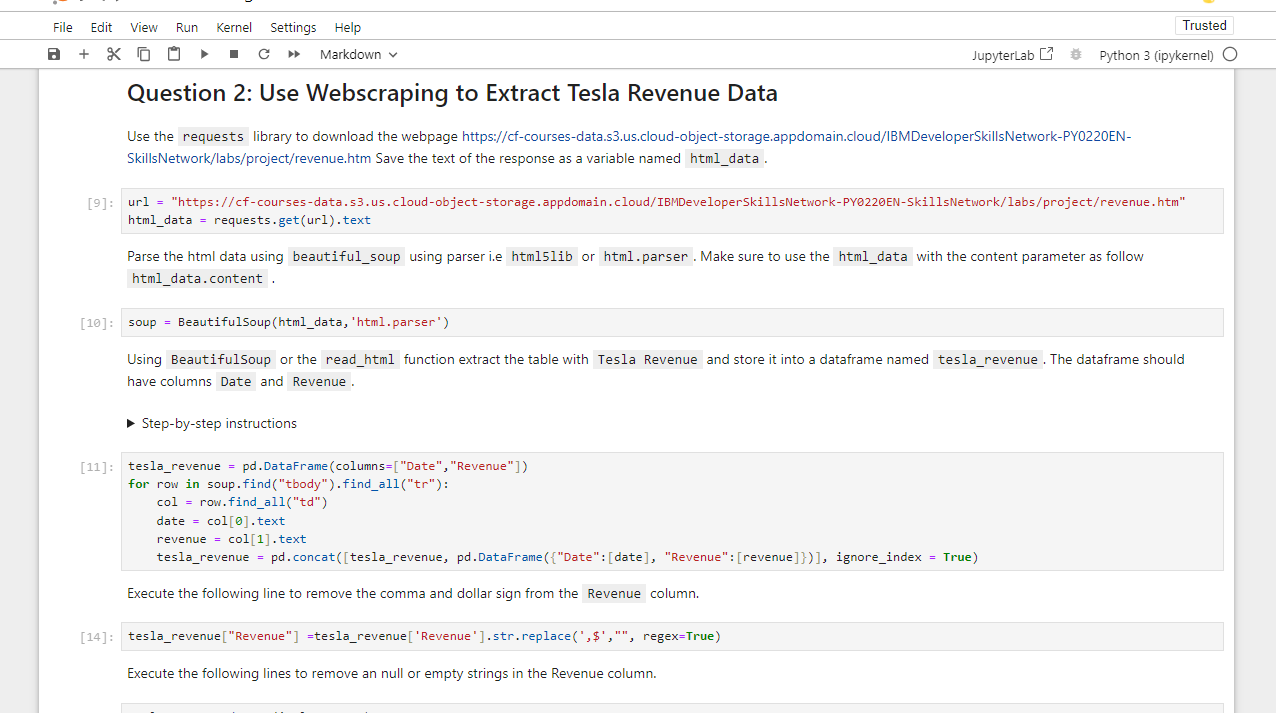 File Edit View Run Kernel Settings Help Trusted
Markdown JupyterLab Python 3 (ipykernel)
Question 2: Use Webscraping to Extract Tesla Revenue Data
Use the requests library to download the webpage https://cf-courses-data.s3.us.cloud-object-storage.appdomain.cloud/IBMDeveloperSkillsNetwork-PY0220EN-
SkillsNetwork/labs/project/revenue.htm Save the text of the response as a variable named html_data.
[9]: url = "https://cf-courses-data.s3.us.cloud-object-storage.appdomain.cloud/IBMDeveloperSkillsNetwork-PY0220EN-SkillsNetwork/labs/project/revenue.htm"
html_data = requests.get(url).text
Parse the html data using beautiful_soup using parser i.e html5lib or html.parser. Make sure to use the html_data with the content parameter as follow
html_data.content .
[10]: soup = BeautifulSoup(html_data,'html.parser')
Using BeautifulSoup or the read_html function extract the table with Tesla Revenue and store it into a dataframe named tesla_revenue. The dataframe should
have columns Date and Revenue.
Step-by-step instructions
[11]: tesla_revenue = pd.DataFrame(columns=["Date","Revenue"])
for row in soup.find("tbody").find_all("tr"):
    col = row.find_all("td")
    date = col[0].text
    revenue = col[1].text
    tesla_revenue = pd.concat([tesla_revenue, pd.DataFrame({"Date":[date], "Revenue":[revenue]})], ignore_index = True)
Execute the following line to remove the comma and dollar sign from the Revenue column.
[14]: tesla_revenue["Revenue"] =tesla_revenue['Revenue'].str.replace(',$',"", regex=True)
Execute the following lines to remove an null or empty strings in the Revenue column.